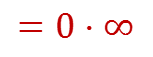 = 0 · ∞